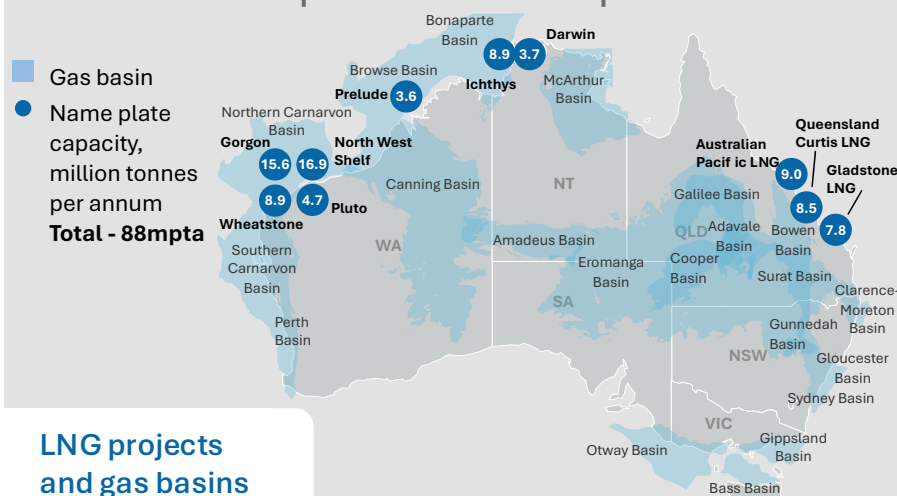 Gas basin
Name plate
capacity,
million tonnes
per annum
Total - 88mpta
Bonaparte
Basin
Darwin
8.9
3.7
Ichthys
Browse Basin
Prelude
3.6
McArthur
Basin
Northern Carnarvon
Basin
Gorgon
North West
Shelf
15.6
16.9
8.9
4.7
Wheatstone
Pluto
Canning Basin
NT
Australian
Pacif ic LNG
Queensland
Curtis LNG
Gladstone
LNG
9.0
8.5
7.8
Galilee Basin
QLD
Adavale
Basin
Bowen
Basin
WA
Amadeus Basin
Eromanga
Basin
Cooper
Basin
Surat Basin
Southern
Carnarvon
Basin
SA
Clarence-
Moreton
Basin
Perth
Basin
Gunnedah
Basin
NSW
Gloucester
Basin
Sydney Basin
VIC
Otway Basin
Gippsland
Basin
Bass Basin
LNG projects
and gas basins